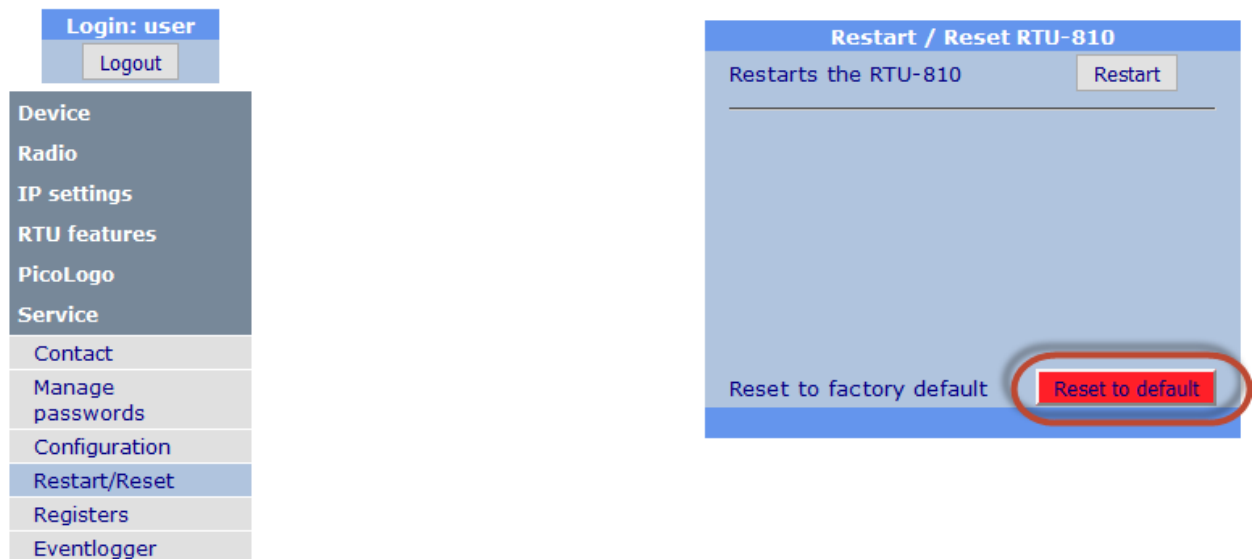 Login: user
Logout
Device
Radio
IP settings
RTU features
PicoLogo
Service
Contact
Manage
passwords
Configuration
Restart/Reset
Registers
Eventlogger
Restart / Reset RTU-810
Restarts the RTU-810 Restart
Reset to factory default Reset to default